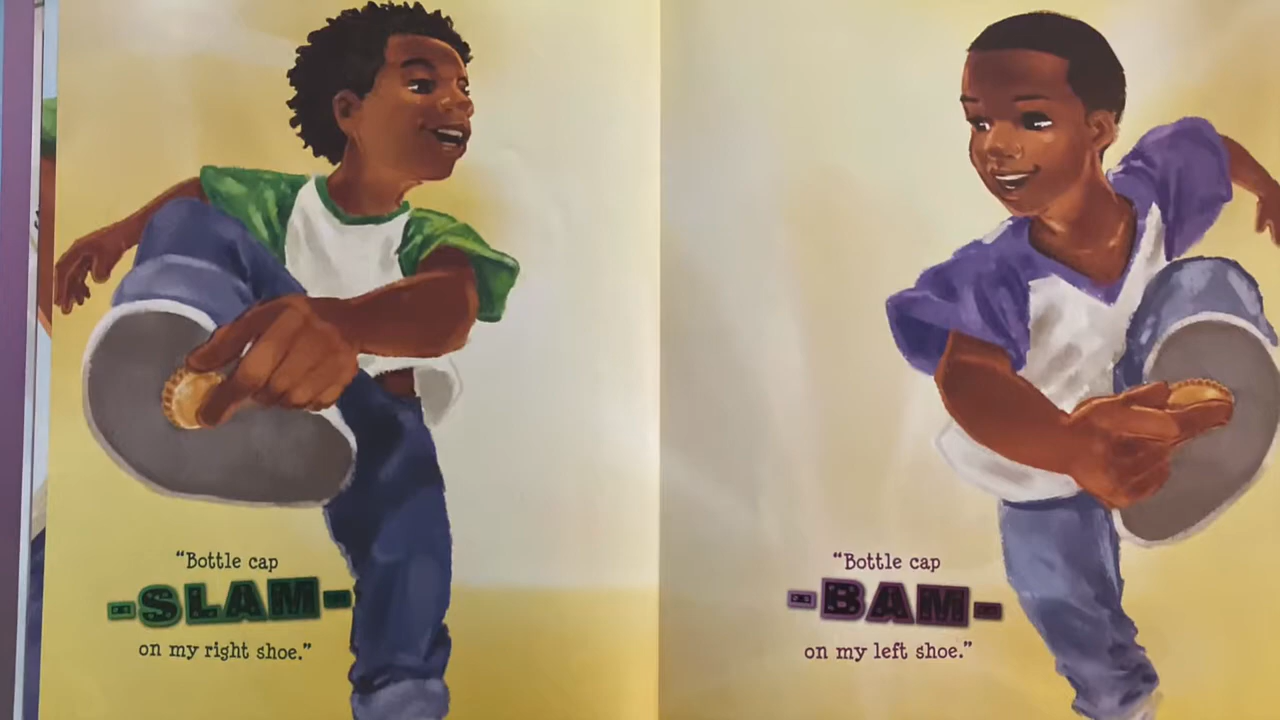 "Bottle cap
-SLAM-
on my right shoe."
"Bottle cap
-BAM-
on my left shoe."